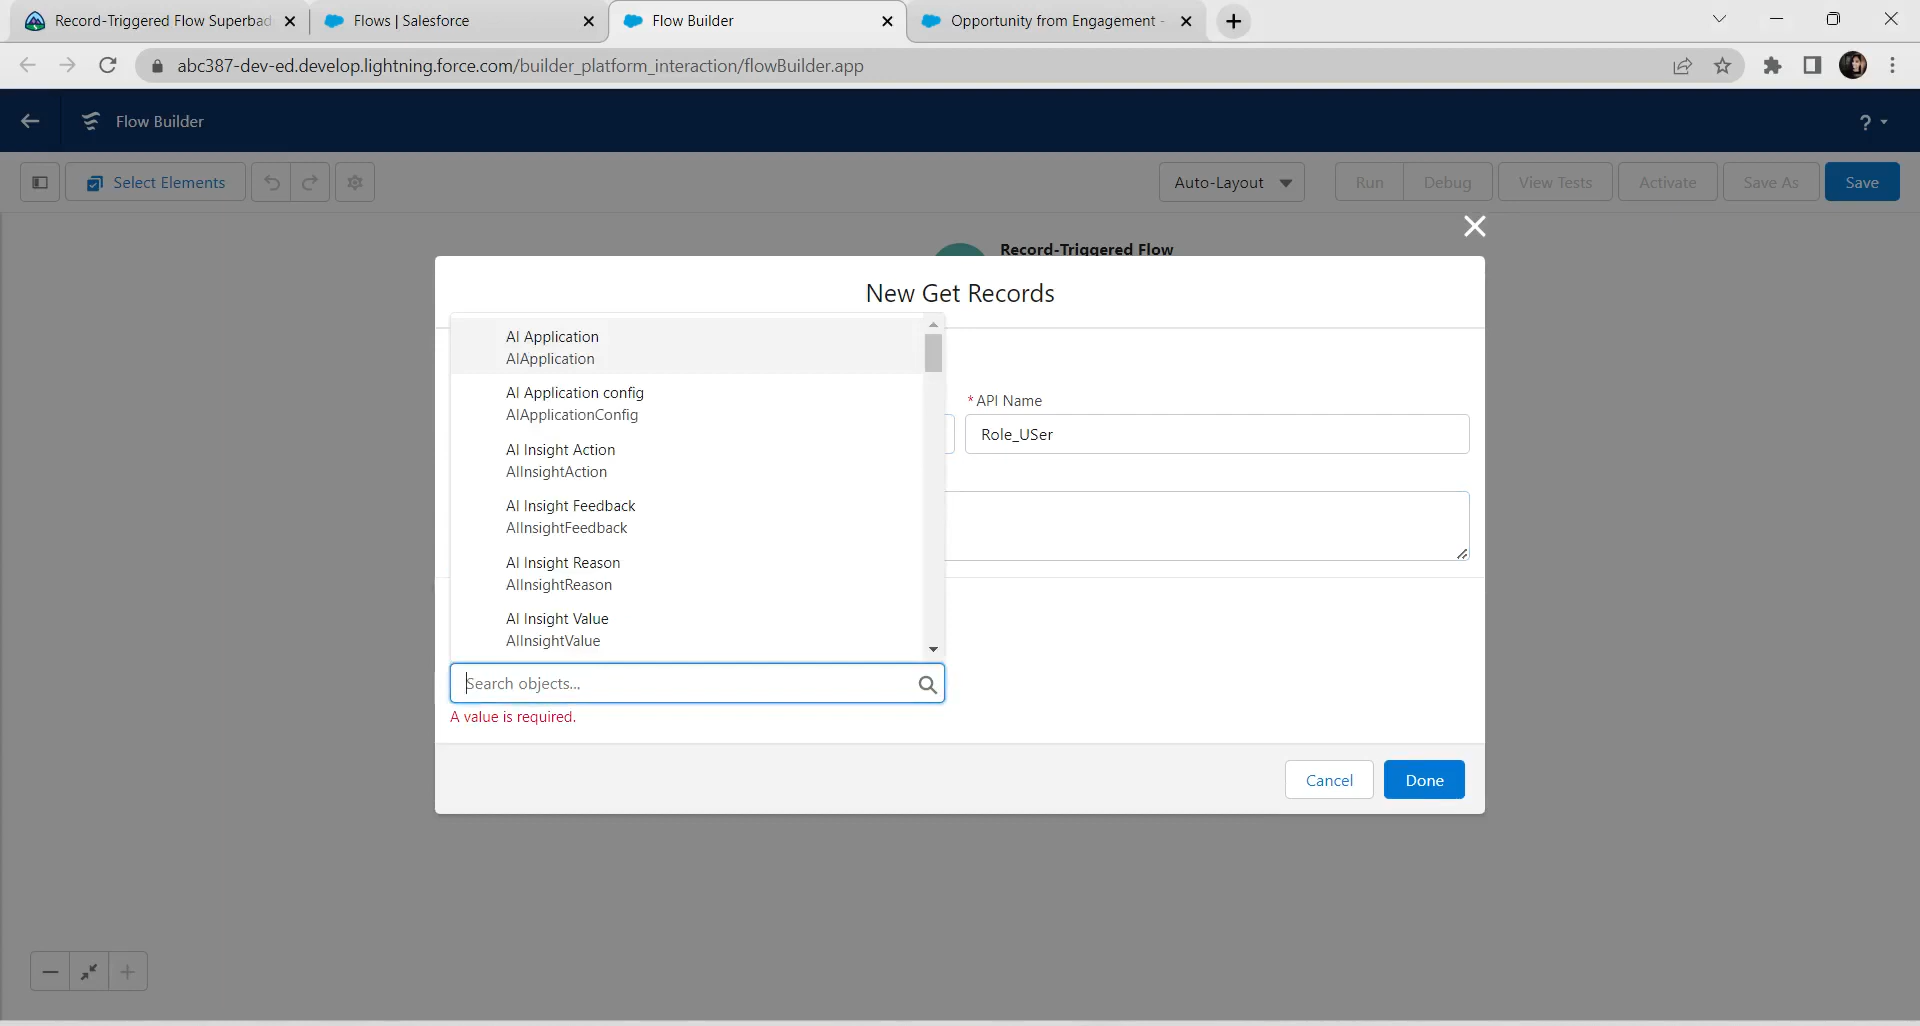 Record-Triggered Flow Superbad
Flows | Salesforce
Flow Builder
Opportunity from Engagement -
abc387-dev-ed.develop.lightning.force.com/builder_platform_interaction/flowBuilder.app
Flow Builder
?
Select Elements
Auto-Layout
Run
Debug
View Tests
Activate
Save As
Save
Record-Triggered Flow
New Get Records
AI Application
AIApplication
AI Application config
AIApplicationConfig
AI Insight Action
AIInsightAction
AI Insight Feedback
AIInsightFeedback
AI Insight Reason
AIInsightReason
AI Insight Value
AIInsightValue
* API Name
Role_USer
Search objects...
A value is required.
Cancel
Done